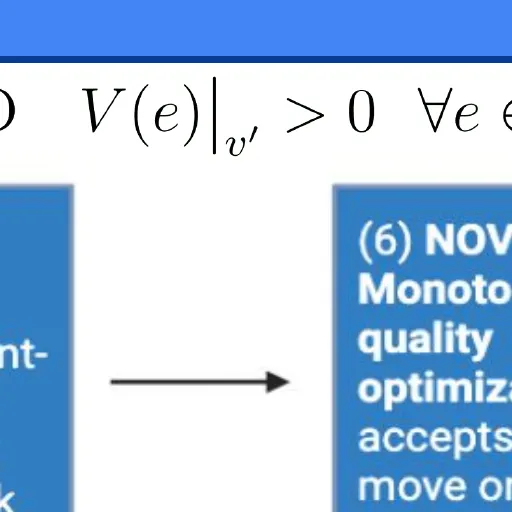 V(e)|_{v'} > 0 ∀e
nt-
k
(6) NOV
Monoto
quality
optimiza
accepts
move or